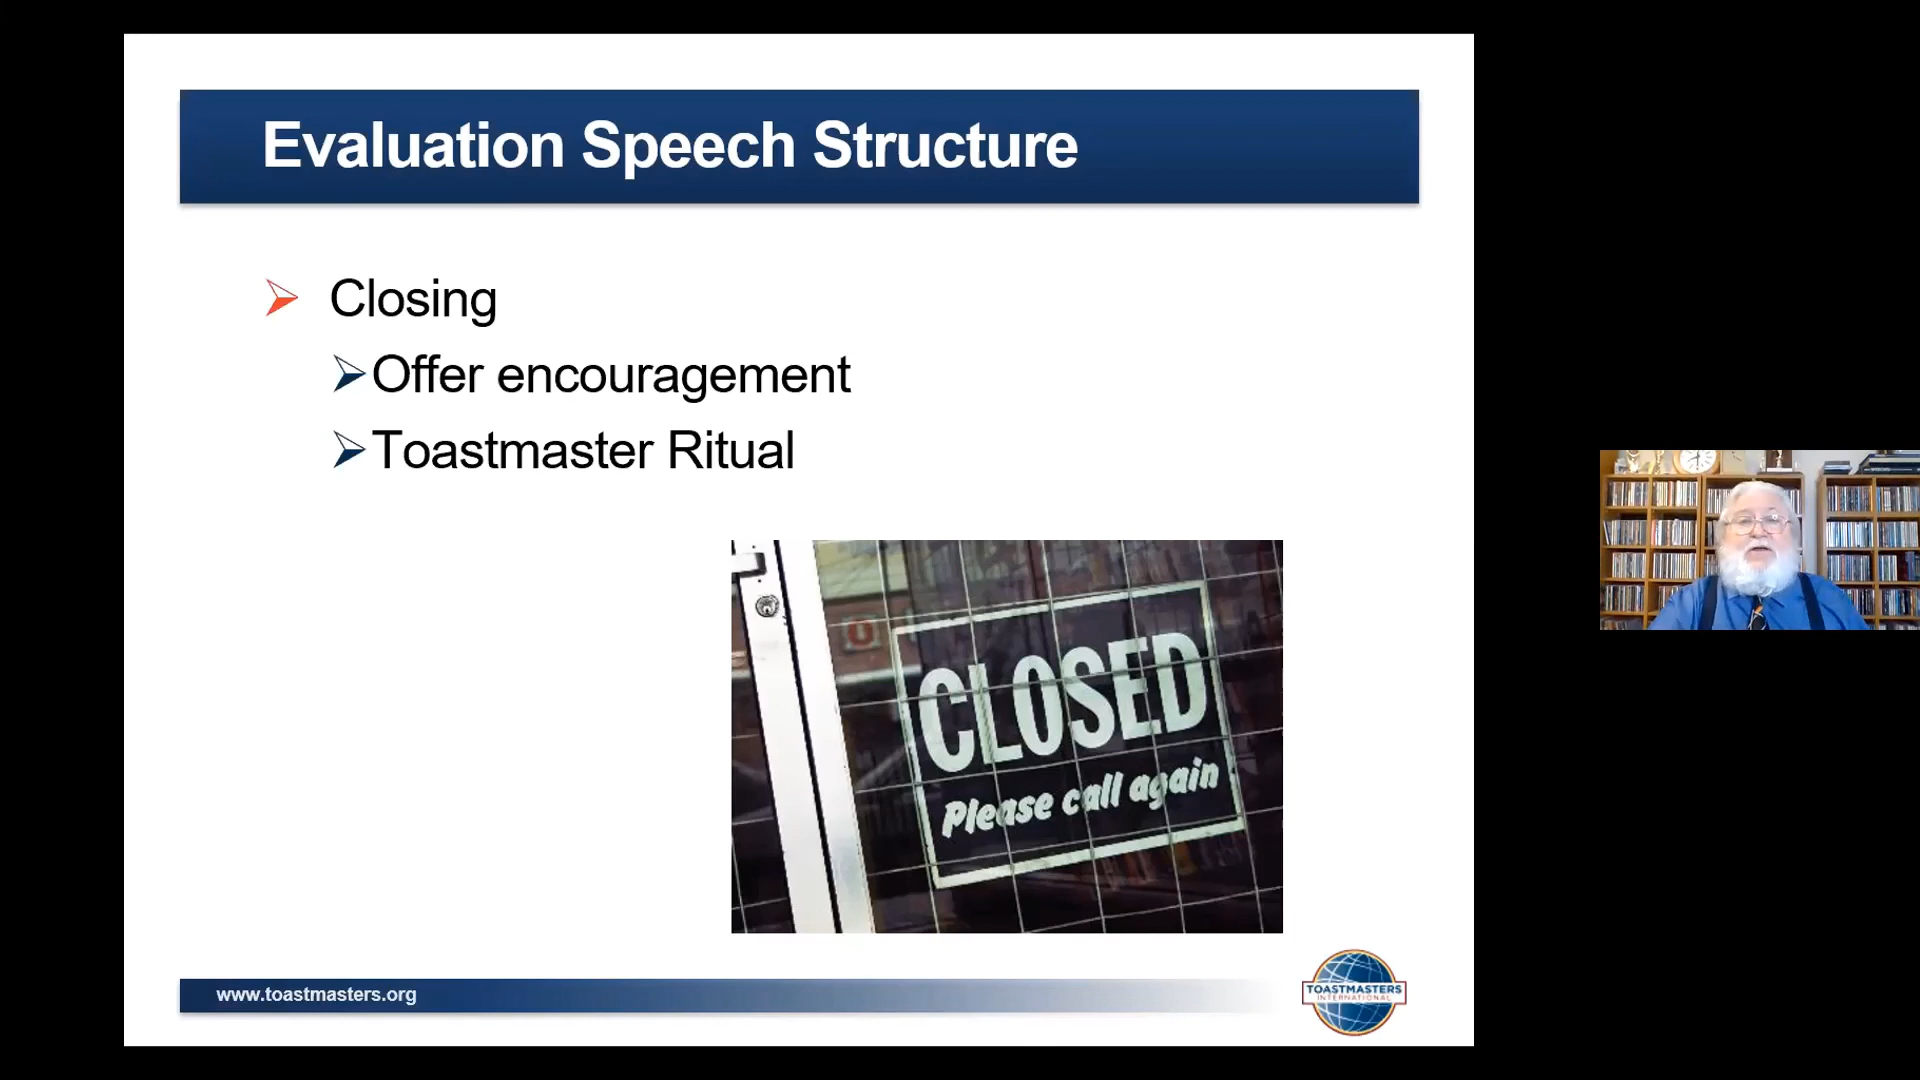 Evaluation Speech Structure
Closing
Offer encouragement
Toastmaster Ritual
CLOSED
Please call again
www.toastmasters.org
TOASTMASTERS
INTERNATIONAL